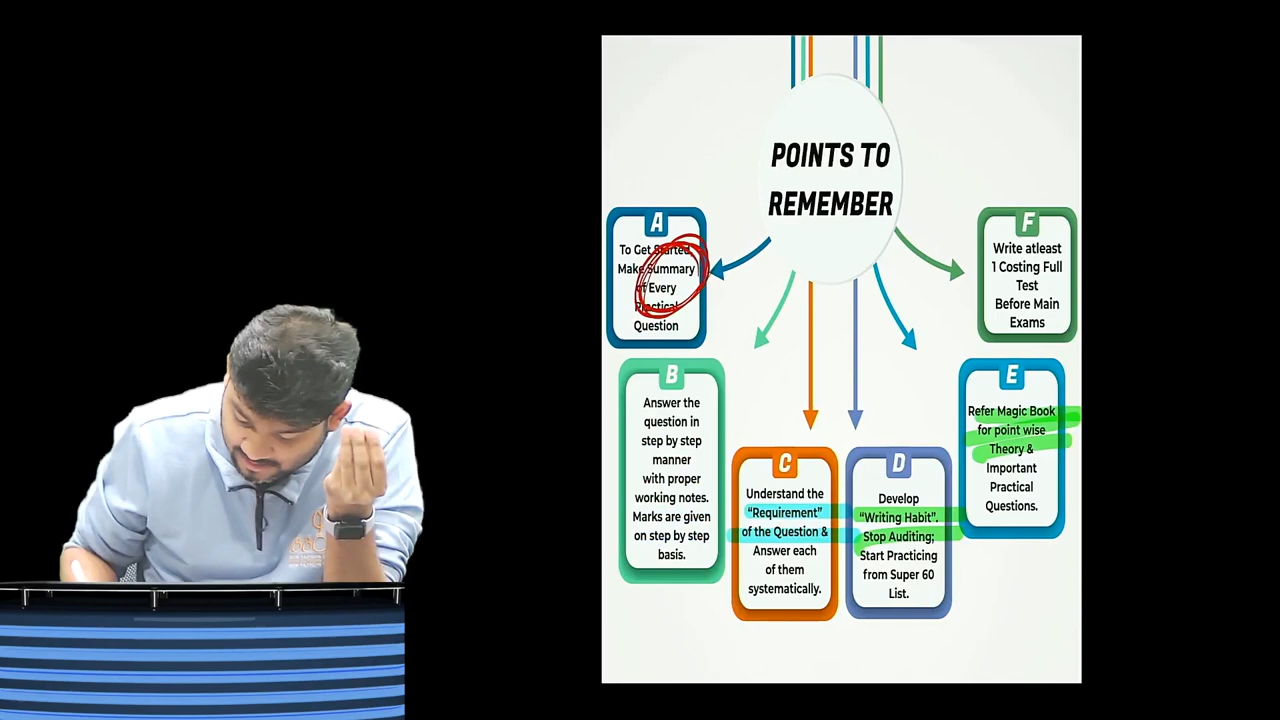 POINTS TO
REMEMBER
A
To Get Started
Make Summary
of Every
Practical
Question
B
Answer the
question in
step by step
manner
with proper
working notes.
Marks are given
on step by step
basis.
C
Understand the
“Requirement”
of the Question &
Answer each
of them
systematically.
D
Develop
“Writing Habit”.
Stop Auditing;
Start Practicing
from Super 60
List.
E
Refer Magic Book
for point wise
Theory &
Important
Practical
Questions.
F
Write atleast
1 Costing Full
Test
Before Main
Exams